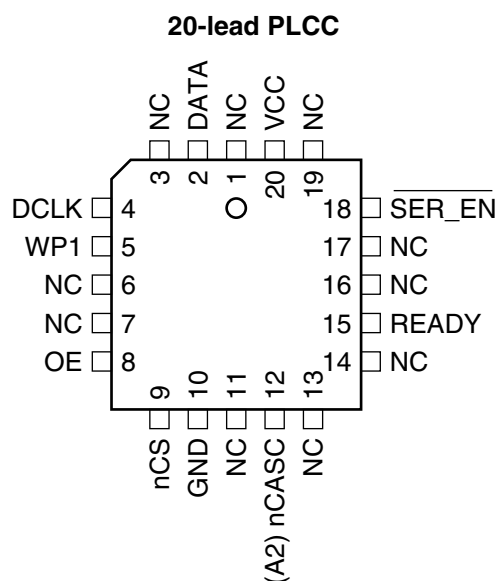 20-lead PLCC
NC
DATA
NC
VCC
NC
3
2
1
20
19
DCLK 4
18 SER_EN
WP1 5
17 NC
NC 6
16 NC
NC 7
15 READY
OE 8
14 NC
9
10
11
12
13
nCS
GND
NC
(A2) nCASC
NC